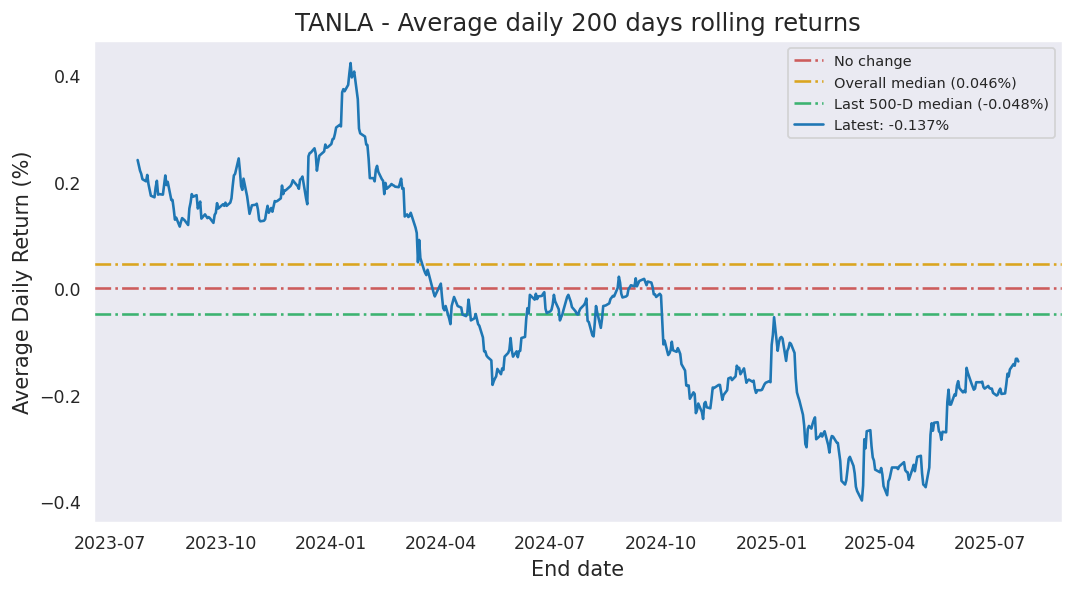 TANLA - Average daily 200 days rolling returns
No change
Overall median (0.046%)
Last 500-D median (-0.048%)
Latest: -0.137%
Average Daily Return (%)
0.4
0.2
0.0
−0.2
−0.4
2023-07 2023-10 2024-01 2024-04 2024-07 2024-10 2025-01 2025-04 2025-07
End date